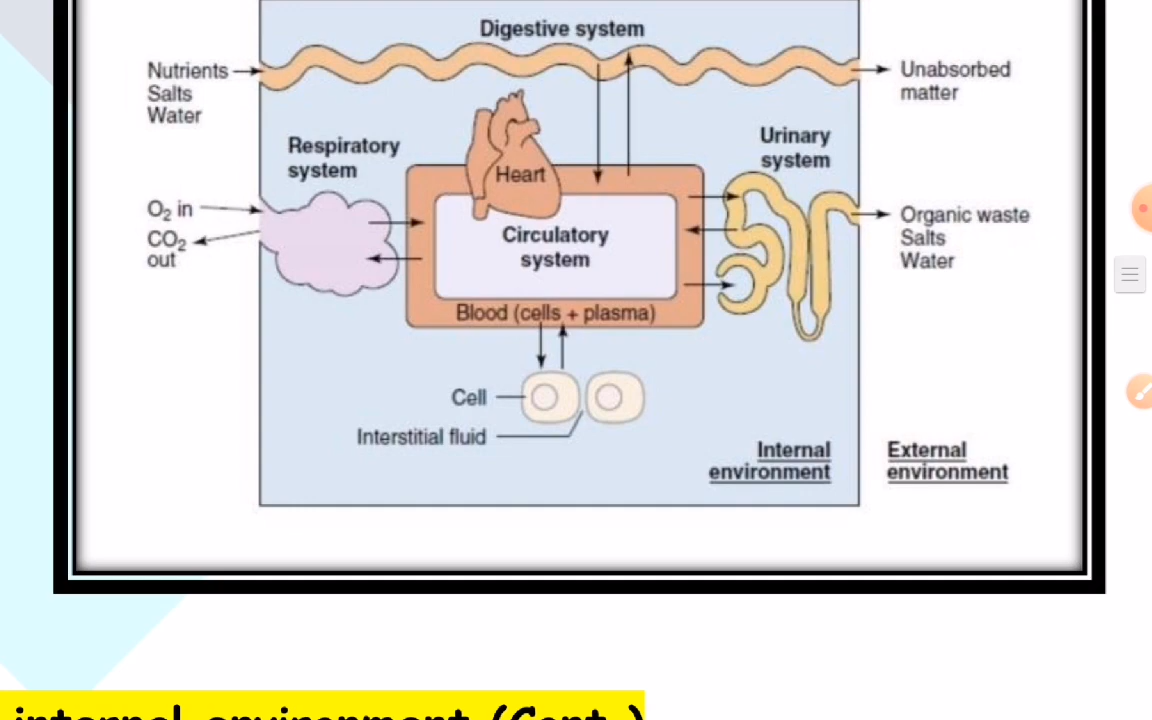 Digestive system
Nutrients
Salts
Water
Unabsorbed
matter
Respiratory
system
Urinary
system
Heart
O₂ in
CO₂
out
Circulatory
system
Organic waste
Salts
Water
Blood (cells + plasma)
Cell
Interstitial fluid
Internal
environment
External
environment
internal environment (Cont.)